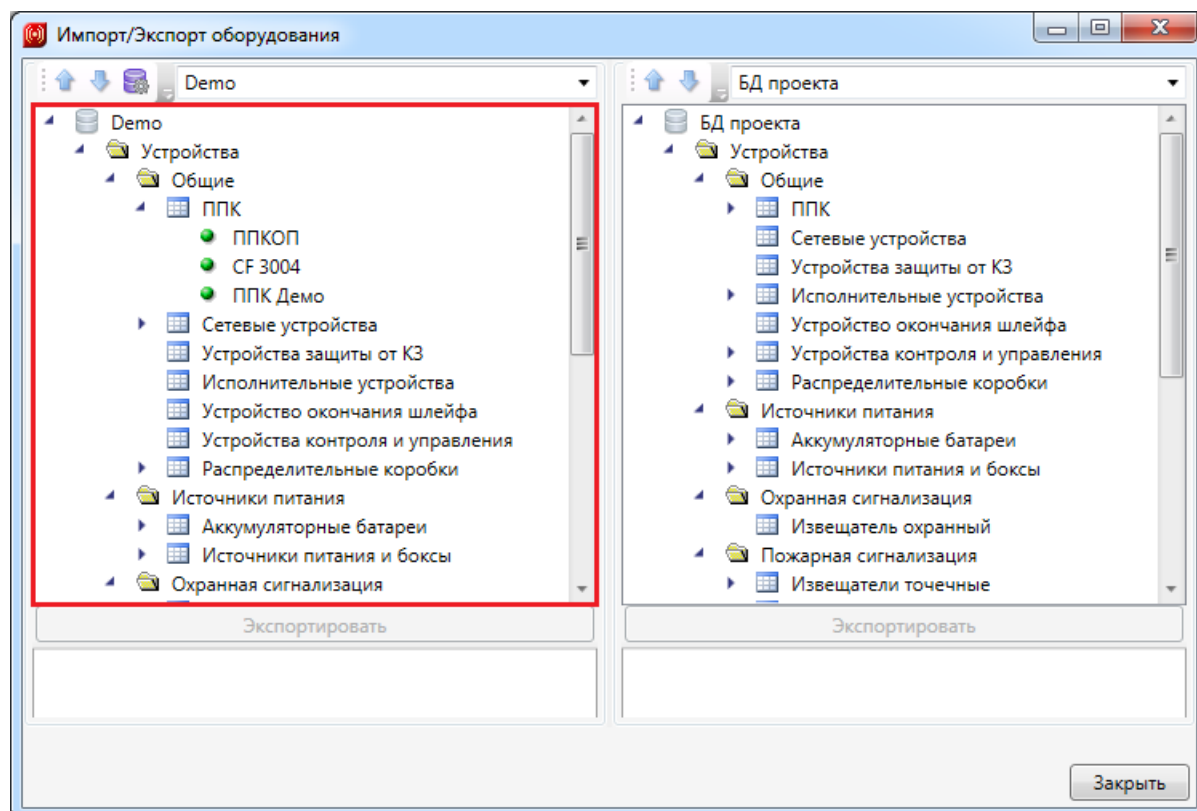 Импорт/Экспорт оборудования
Demo
Demo
Устройства
Общие
ППК
ППКОП
CF 3004
ППК Демо
Сетевые устройства
Устройства защиты от КЗ
Исполнительные устройства
Устройство окончания шлейфа
Устройства контроля и управления
Распределительные коробки
Источники питания
Аккумуляторные батареи
Источники питания и боксы
Охранная сигнализация
Экспортировать
БД проекта
БД проекта
Устройства
Общие
ППК
Сетевые устройства
Устройства защиты от КЗ
Исполнительные устройства
Устройство окончания шлейфа
Устройства контроля и управления
Распределительные коробки
Источники питания
Аккумуляторные батареи
Источники питания и боксы
Охранная сигнализация
Извещатель охранный
Пожарная сигнализация
Извещатели точечные
Экспортировать
Закрыть